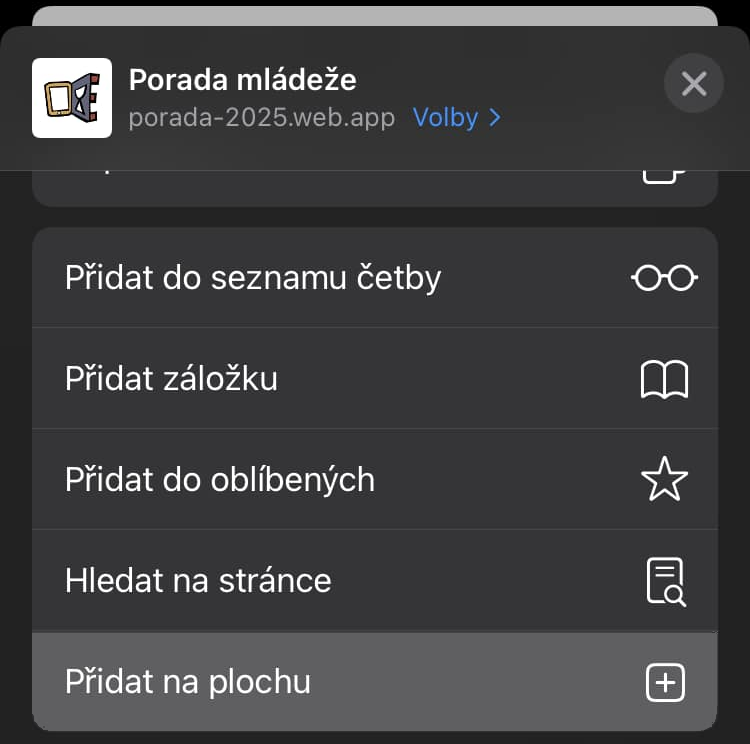 Porada mládeže
porada-2025.web.app Volby
Přidat do seznamu četby
Přidat záložku
Přidat do oblíbených
Hledat na stránce
Přidat na plochu